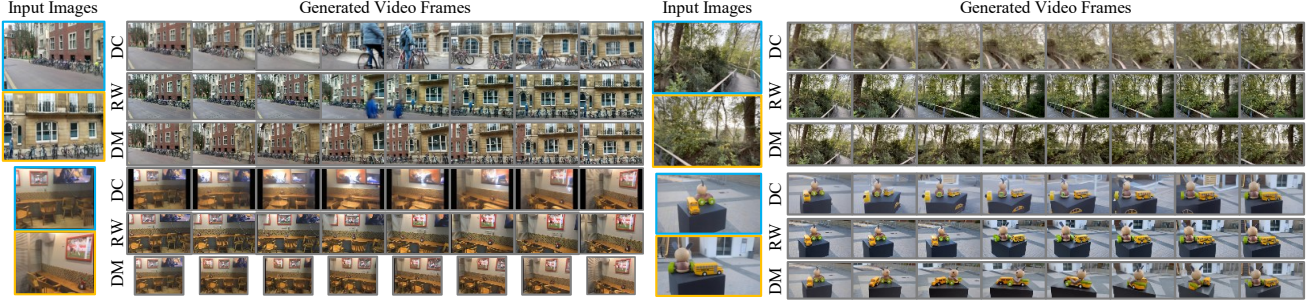 Input Images
Generated Video Frames
DC
RW
DM
DC
RW
DM
Input Images
Generated Video Frames
DC
RW
DM
DC
RW
DM